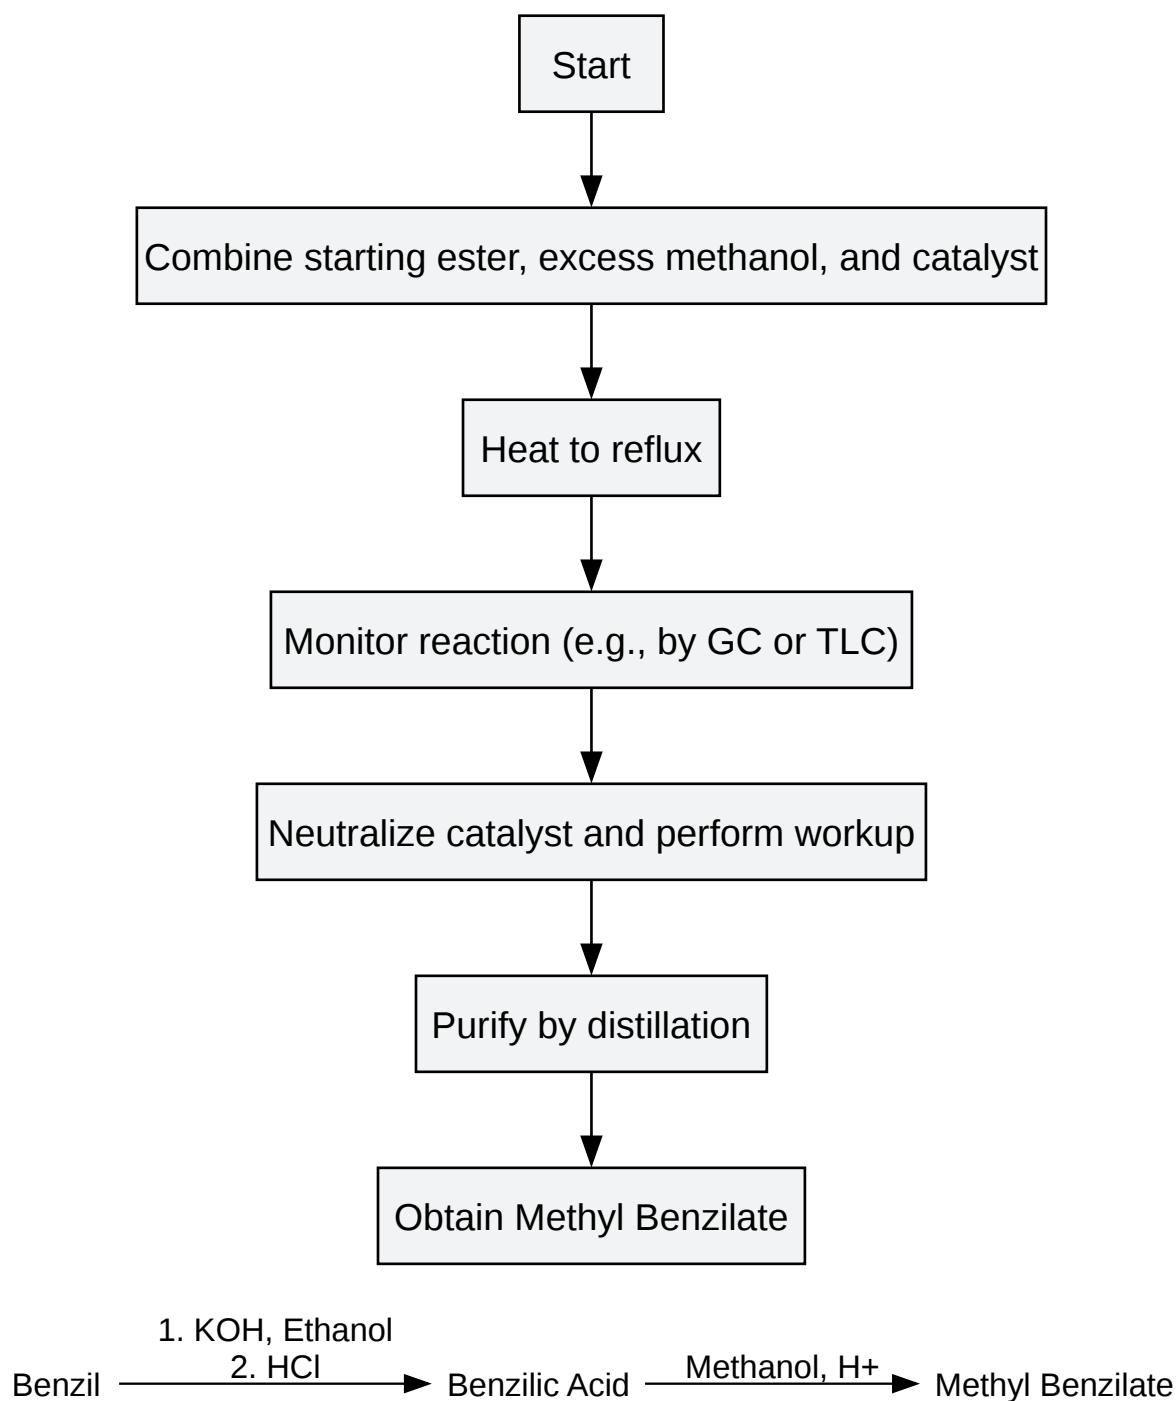 Start
Combine starting ester, excess methanol, and catalyst
Heat to reflux
Monitor reaction (e.g., by GC or TLC)
Neutralize catalyst and perform workup
Purify by distillation
Obtain Methyl Benzilate
1. KOH, Ethanol
2. HCl
Methanol, H+
Benzil
Benzilic Acid
Methyl Benzilate